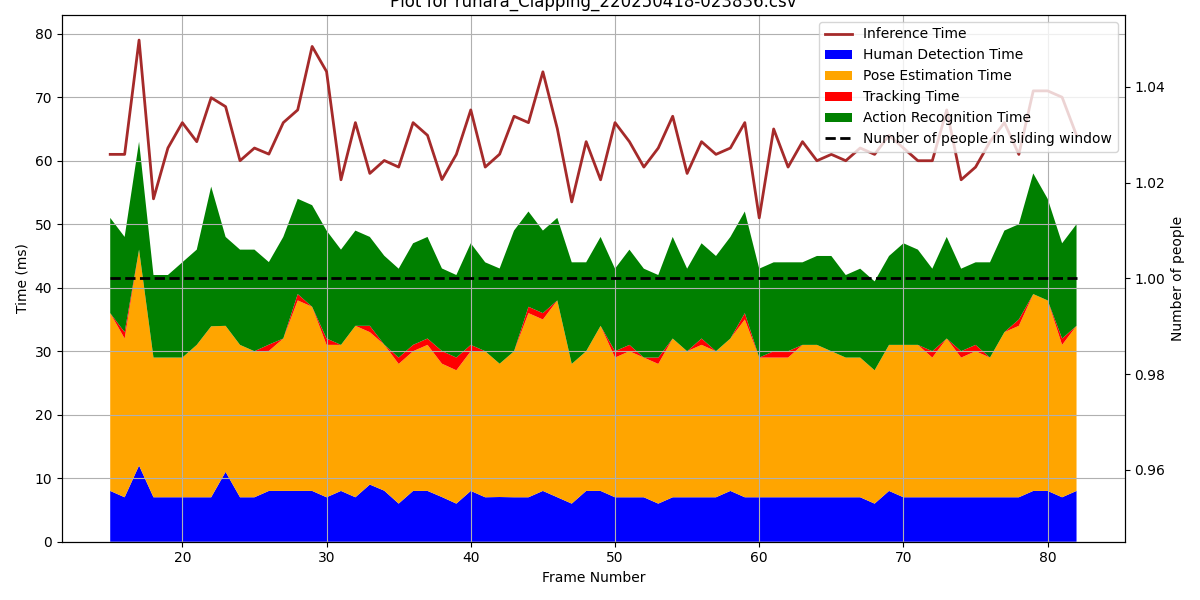 Plot for runara_Clapping_220250418-023836.csv
Inference Time
Human Detection Time
Pose Estimation Time
Tracking Time
Action Recognition Time
Number of people in sliding window
80
70
60
50
40
30
20
10
0
Time (ms)
20
30
40
50
60
70
80
Frame Number
1.04
1.02
1.00
0.98
0.96
Number of people